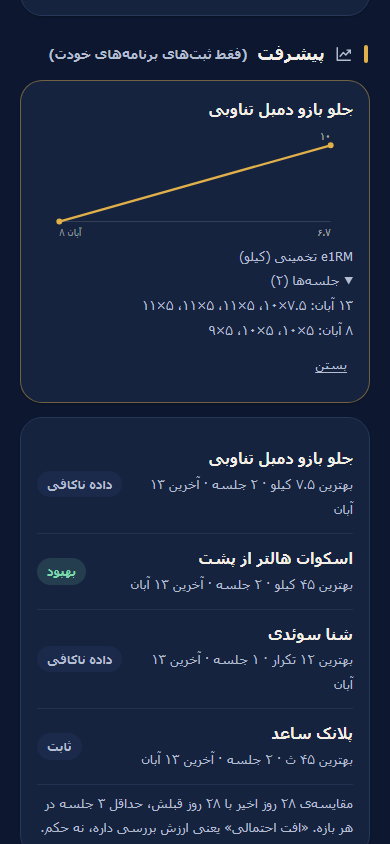 پیشرفت (فقط ثبت‌های برنامه‌های خودت)
جلو بازو دمبل تناوبی
۱۰
۸ آبان
۶.۷
e1RM تخمینی (کیلو)
▼ جلسه‌ها (۲)
۱۳ آبان: ۷.۵×۱۰، ۵×۱۱، ۵×۱۱، ۵×۱۱
۸ آبان: ۵×۱۰، ۵×۱۰، ۵×۹
بستن
جلو بازو دمبل تناوبی
بهترین ۷.۵ کیلو · ۲ جلسه · آخرین ۱۳
آبان
داده ناکافی
اسکوات هالتر از پشت
بهترین ۴۵ کیلو · ۲ جلسه · آخرین ۱۳ آبان
بهبود
شنا سوئدی
بهترین ۱۲ تکرار · ۱ جلسه · آخرین ۱۳
آبان
داده ناکافی
پلانک ساعد
بهترین ۴۵ ث · ۲ جلسه · آخرین ۱۳ آبان
ثابت
مقایسه‌ی ۲۸ روز اخیر با ۲۸ روز قبلش، حداقل ۳ جلسه در
هر بازه. «افت احتمالی» یعنی ارزش بررسی داره، نه حکم.